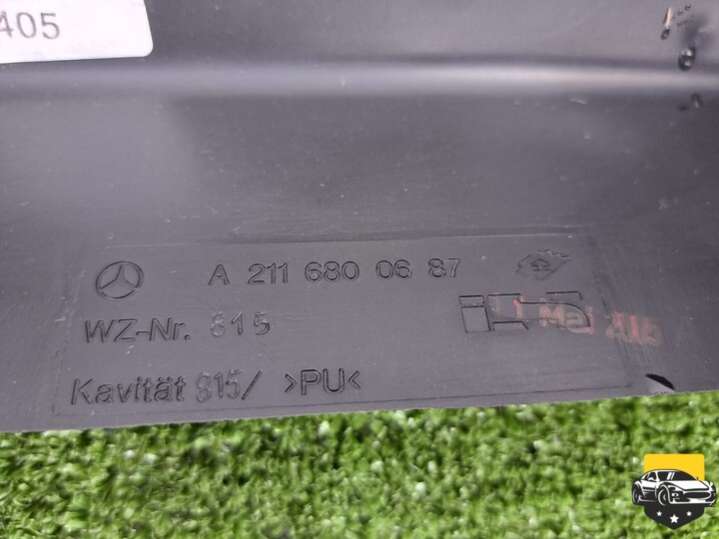 405
A 211 680 06 87
WZ-Nr. 815
Kavität 815/ >PU<